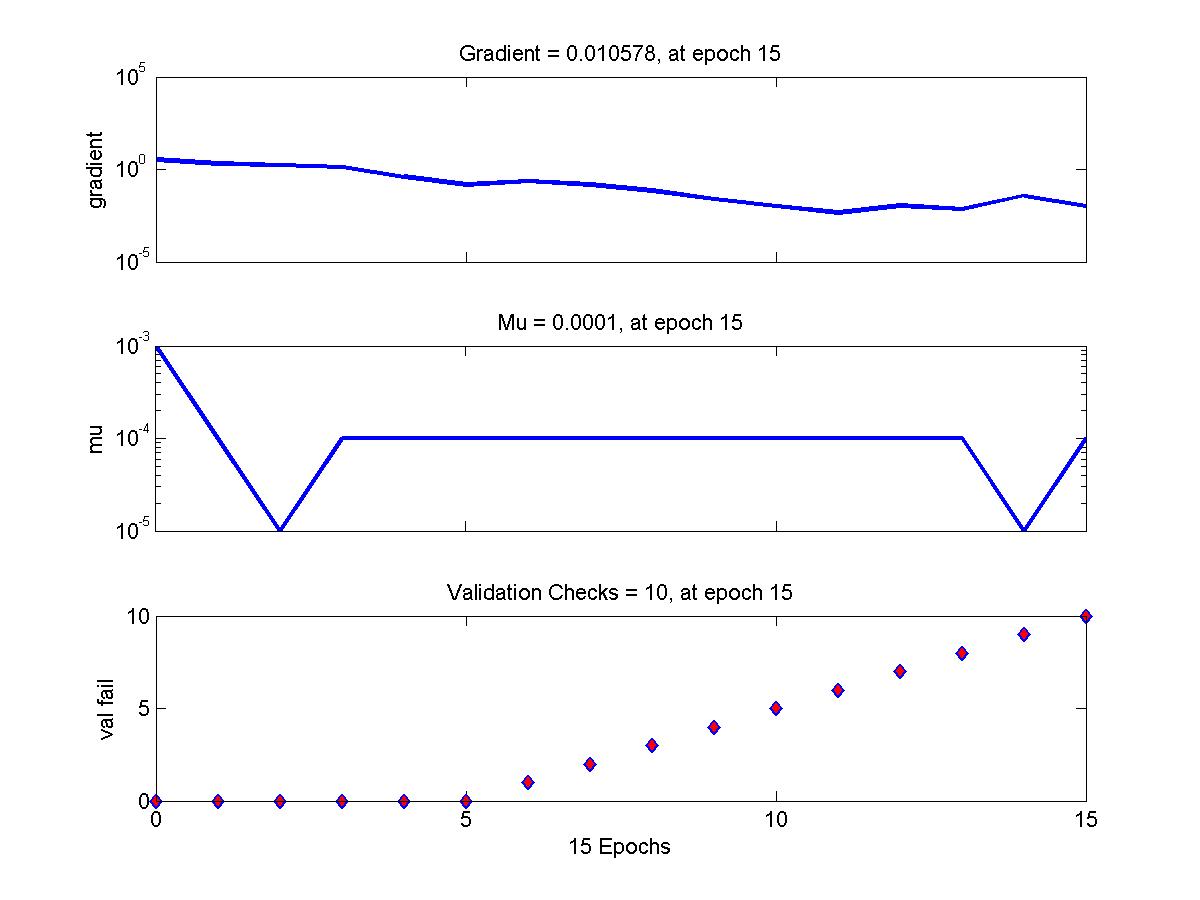 Gradient = 0.010578, at epoch 15
10^5
10^0
10^-5
gradient
Mu = 0.0001, at epoch 15
10^-3
10^-4
10^-5
mu
Validation Checks = 10, at epoch 15
10
5
0
val fail
0 5 10 15
15 Epochs